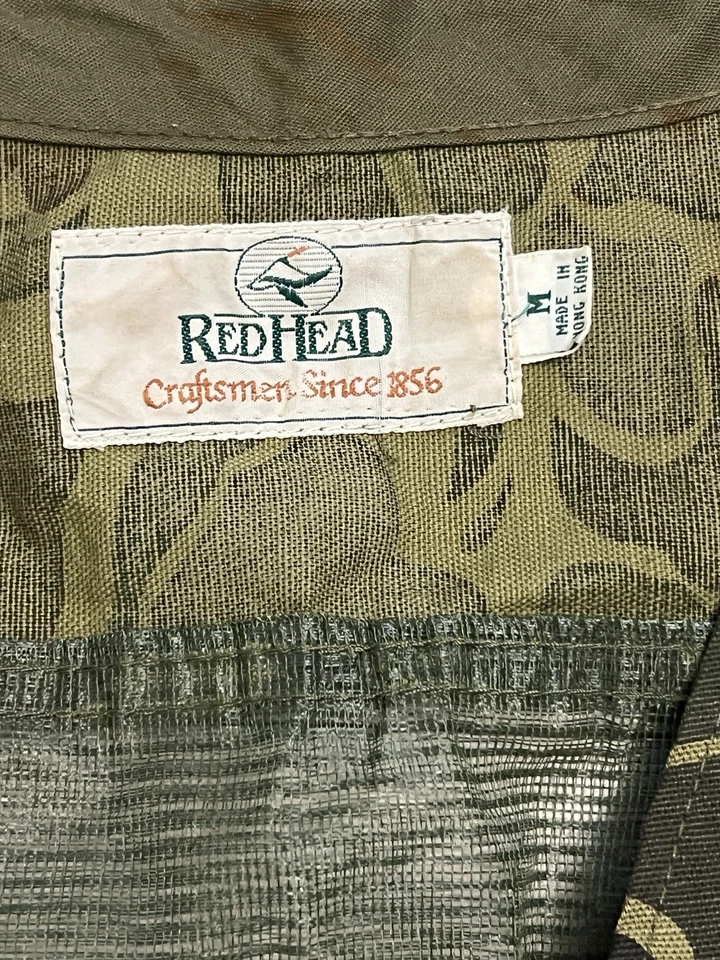 REDHEAD
Craftsmen Since 1856
M
MADE IN
HONG KONG